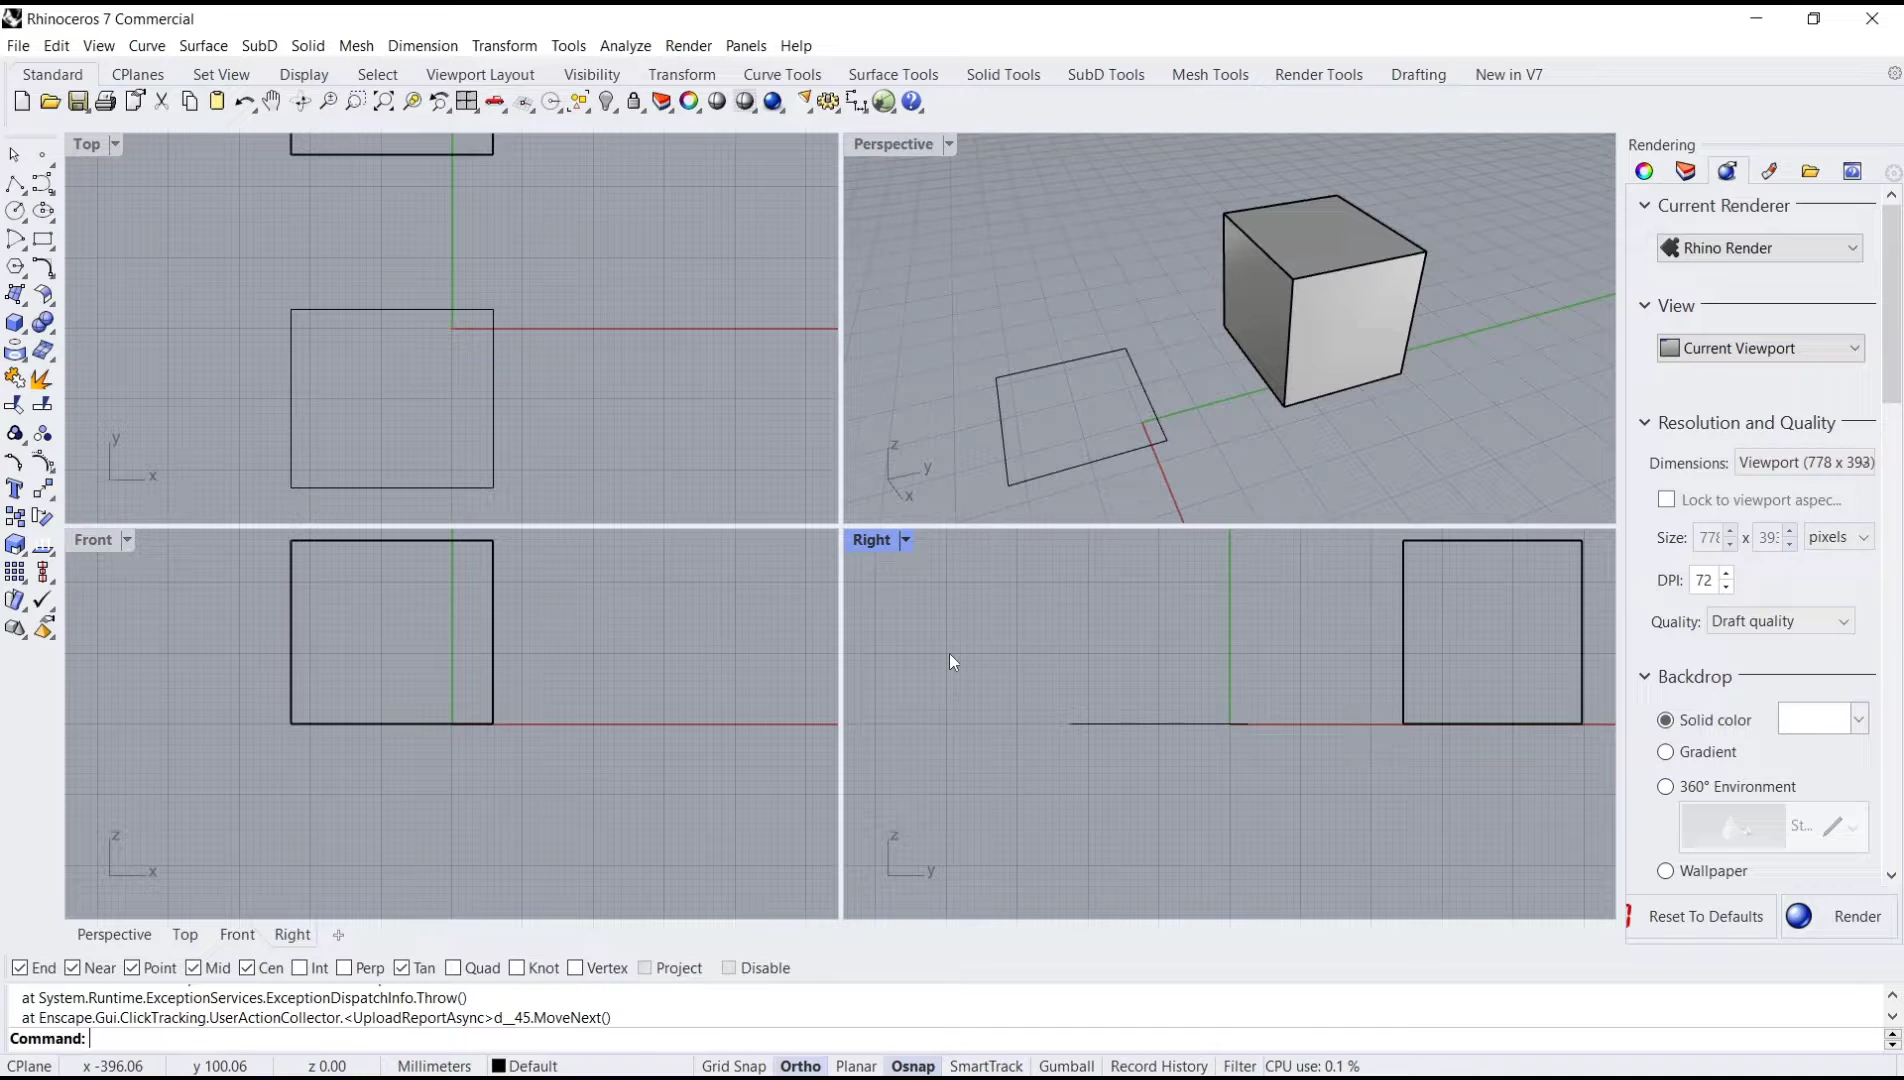 Rhinoceros 7 Commercial
File Edit View Curve Surface SubD Solid Mesh Dimension Transform Tools Analyze Render Panels Help
Standard CPlanes Set View Display Select Viewport Layout Visibility Transform Curve Tools Surface Tools Solid Tools SubD Tools Mesh Tools Render Tools Drafting New in V7
Top
Perspective
Rendering
Current Renderer
Rhino Render
View
Current Viewport
Resolution and Quality
Dimensions: Viewport (778 x 393)
Lock to viewport aspec...
Size: 778 x 393 pixels
DPI: 72
Quality: Draft quality
Backdrop
Solid color
Gradient
360° Environment
St...
Wallpaper
Reset To Defaults Render
y
x
z
y
x
Front
Right
z
x
z
y
Perspective Top Front Right
End Near Point Mid Cen Int Perp Tan Quad Knot Vertex Project Disable
at System.Runtime.ExceptionServices.ExceptionDispatchInfo.Throw()
at Enscape.Gui.ClickTracking.UserActionCollector.<UploadReportAsync>d__45.MoveNext()
Command:
CPlane x -396.06 y 100.06 z 0.00 Millimeters Default Grid Snap Ortho Planar Osnap SmartTrack Gumball Record History Filter CPU use: 0.1 %